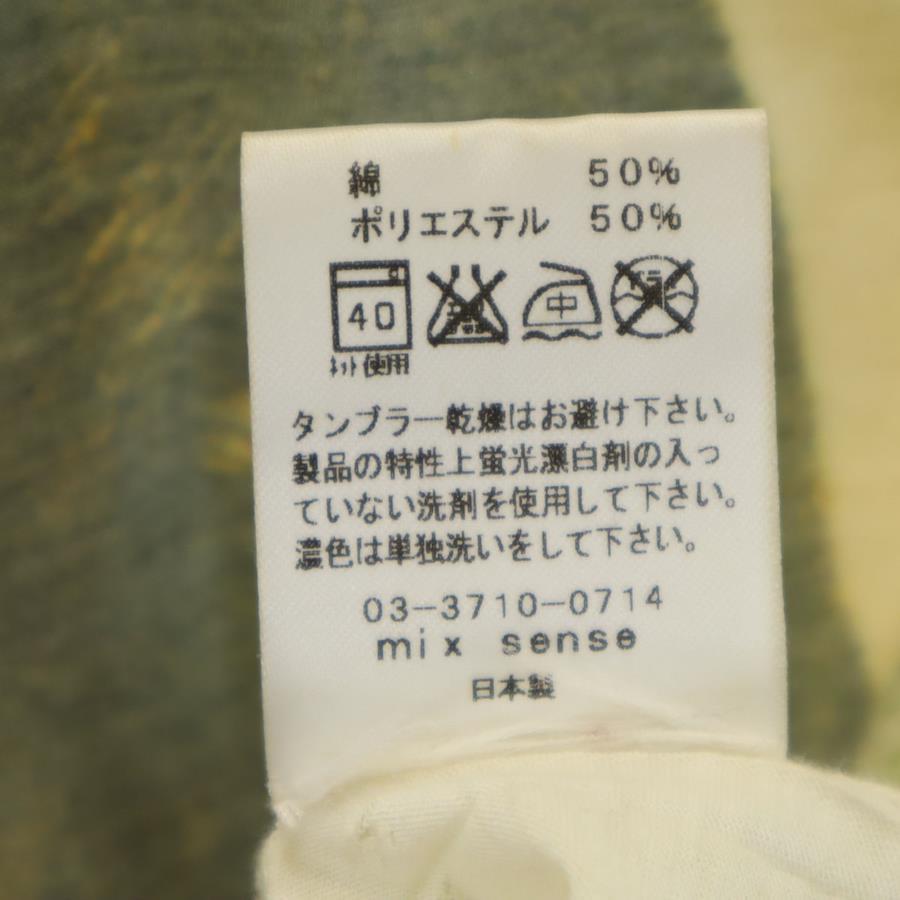 綿 50%
ポリエステル 50%
40 中
ネット使用
タンブラー乾燥はお避け下さい。
製品の特性上蛍光漂白剤の入っ
ていない洗剤を使用して下さい。
濃色は単独洗いをして下さい。
03-3710-0714
mix sense
日本製